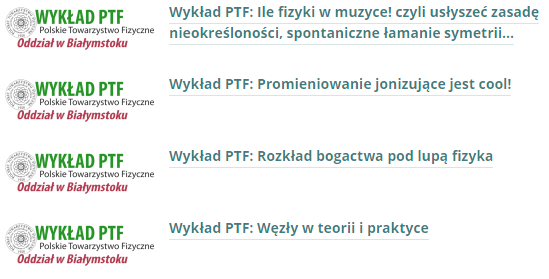 WYKŁAD PTF
Polskie Towarzystwo Fizyczne
Oddział w Białymstoku
Wykład PTF: Ile fizyki w muzyce! czyli usłyszeć zasadę
nieokreśloności, spontaniczne łamanie symetrii...
WYKŁAD PTF
Polskie Towarzystwo Fizyczne
Oddział w Białymstoku
Wykład PTF: Promieniowanie jonizujące jest cool!
WYKŁAD PTF
Polskie Towarzystwo Fizyczne
Oddział w Białymstoku
Wykład PTF: Rozkład bogactwa pod lupą fizyka
WYKŁAD PTF
Polskie Towarzystwo Fizyczne
Oddział w Białymstoku
Wykład PTF: Węzły w teorii i praktyce